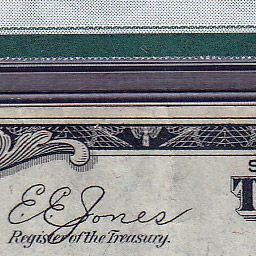 E. E. Jones
Register of the Treasury.